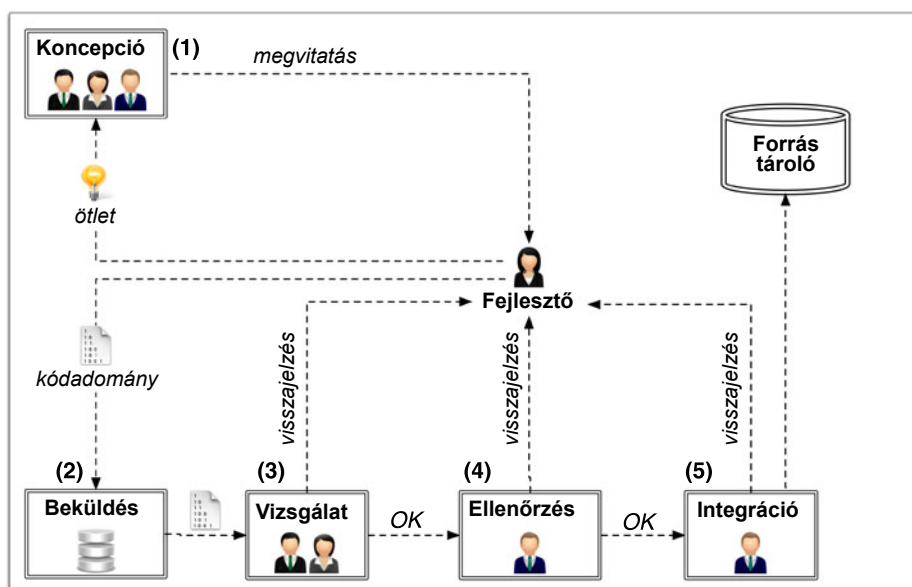 Koncepció (1)
megvitatás
Forrás
tároló
ötlet
Fejlesztő
kódadomány
visszajelzés
visszajelzés
visszajelzés
(2)
(3)
(4)
(5)
Beküldés
Vizsgálat
OK
Ellenőrzés
OK
Integráció